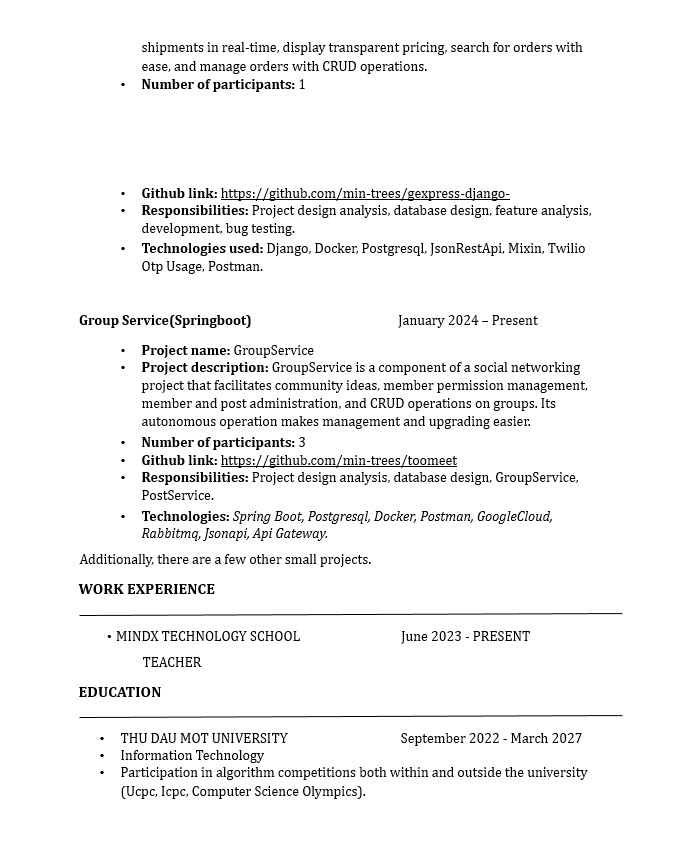 shipments in real-time, display transparent pricing, search for orders with
ease, and manage orders with CRUD operations.
• Number of participants: 1
• Github link: https://github.com/min-trees/gexpress-django-
• Responsibilities: Project design analysis, database design, feature analysis,
development, bug testing.
• Technologies used: Django, Docker, Postgresql, JsonRestApi, Mixin, Twilio
Otp Usage, Postman.
Group Service(Springboot) January 2024 – Present
• Project name: GroupService
• Project description: GroupService is a component of a social networking
project that facilitates community ideas, member permission management,
member and post administration, and CRUD operations on groups. Its
autonomous operation makes management and upgrading easier.
• Number of participants: 3
• Github link: https://github.com/min-trees/toomeet
• Responsibilities: Project design analysis, database design, GroupService,
PostService.
• Technologies: Spring Boot, Postgresql, Docker, Postman, GoogleCloud,
Rabbitmq, Jsonapi, Api Gateway.
Additionally, there are a few other small projects.
WORK EXPERIENCE
• MINDX TECHNOLOGY SCHOOL June 2023 - PRESENT
TEACHER
EDUCATION
• THU DAU MOT UNIVERSITY September 2022 - March 2027
• Information Technology
• Participation in algorithm competitions both within and outside the university
(Ucpc, Icpc, Computer Science Olympics).